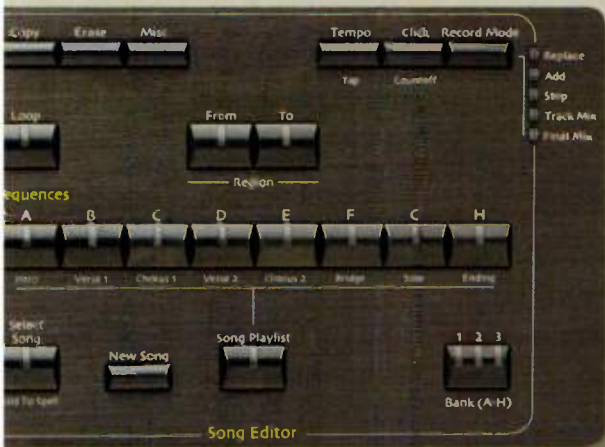 Copy Erase Misc Tempo Click Record Mode
Tap Countoff
Replace
Add
Step
Track Mix
Final Mix
Loop From To
Region
equences
A B C D E F G H
Intro Verse 1 Chorus 1 Verse 2 Chorus 2 Bridge Solo Ending
Select
Song
New Song
Song Playlist
1 2 3
Bank (A-H)
Song Editor